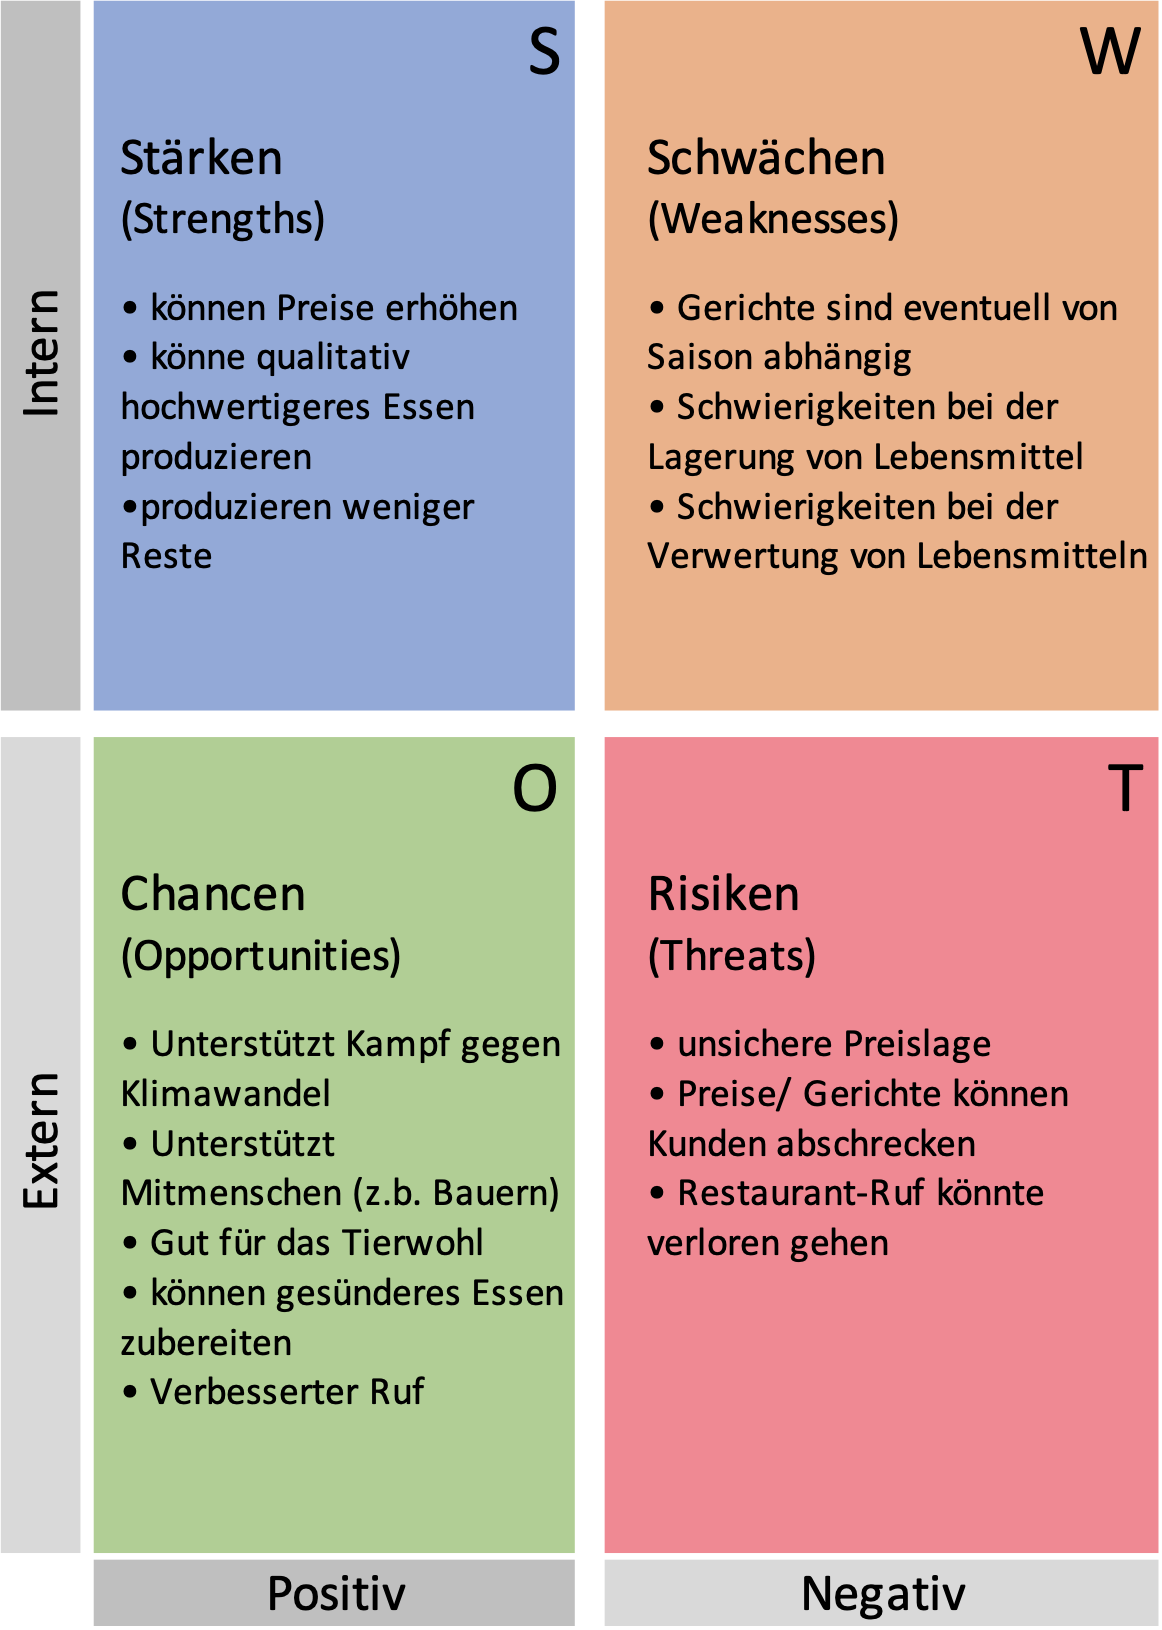 Intern
S
Stärken
(Strengths)
• können Preise erhöhen
• könne qualitativ
hochwertigeres Essen
produzieren
•produzieren weniger
Reste
W
Schwächen
(Weaknesses)
• Gerichte sind eventuell von
Saison abhängig
• Schwierigkeiten bei der
Lagerung von Lebensmittel
• Schwierigkeiten bei der
Verwertung von Lebensmitteln
Extern
O
Chancen
(Opportunities)
• Unterstützt Kampf gegen
Klimawandel
• Unterstützt
Mitmenschen (z.b. Bauern)
• Gut für das Tierwohl
• können gesünderes Essen
zubereiten
• Verbesserter Ruf
T
Risiken
(Threats)
• unsichere Preislage
• Preise/ Gerichte können
Kunden abschrecken
• Restaurant-Ruf könnte
verloren gehen
Positiv
Negativ